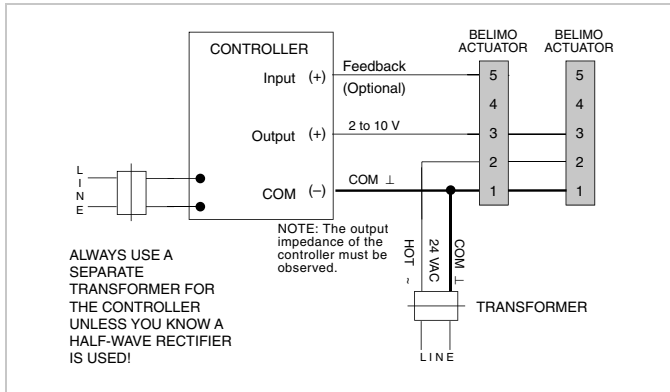 BELIMO
ACTUATOR
BELIMO
ACTUATOR
CONTROLLER
Input (+)
Feedback
(Optional)
5
5
4
4
Output (+)
2 to 10 V
3
3
2
2
COM (–)
COM ⊥
1
1
LINE
NOTE: The output
impedance of the
controller must be
observed.
HOT ~
24 VAC
COM ⊥
ALWAYS USE A
SEPARATE
TRANSFORMER FOR
THE CONTROLLER
UNLESS YOU KNOW A
HALF-WAVE RECTIFIER
IS USED!
TRANSFORMER
LINE